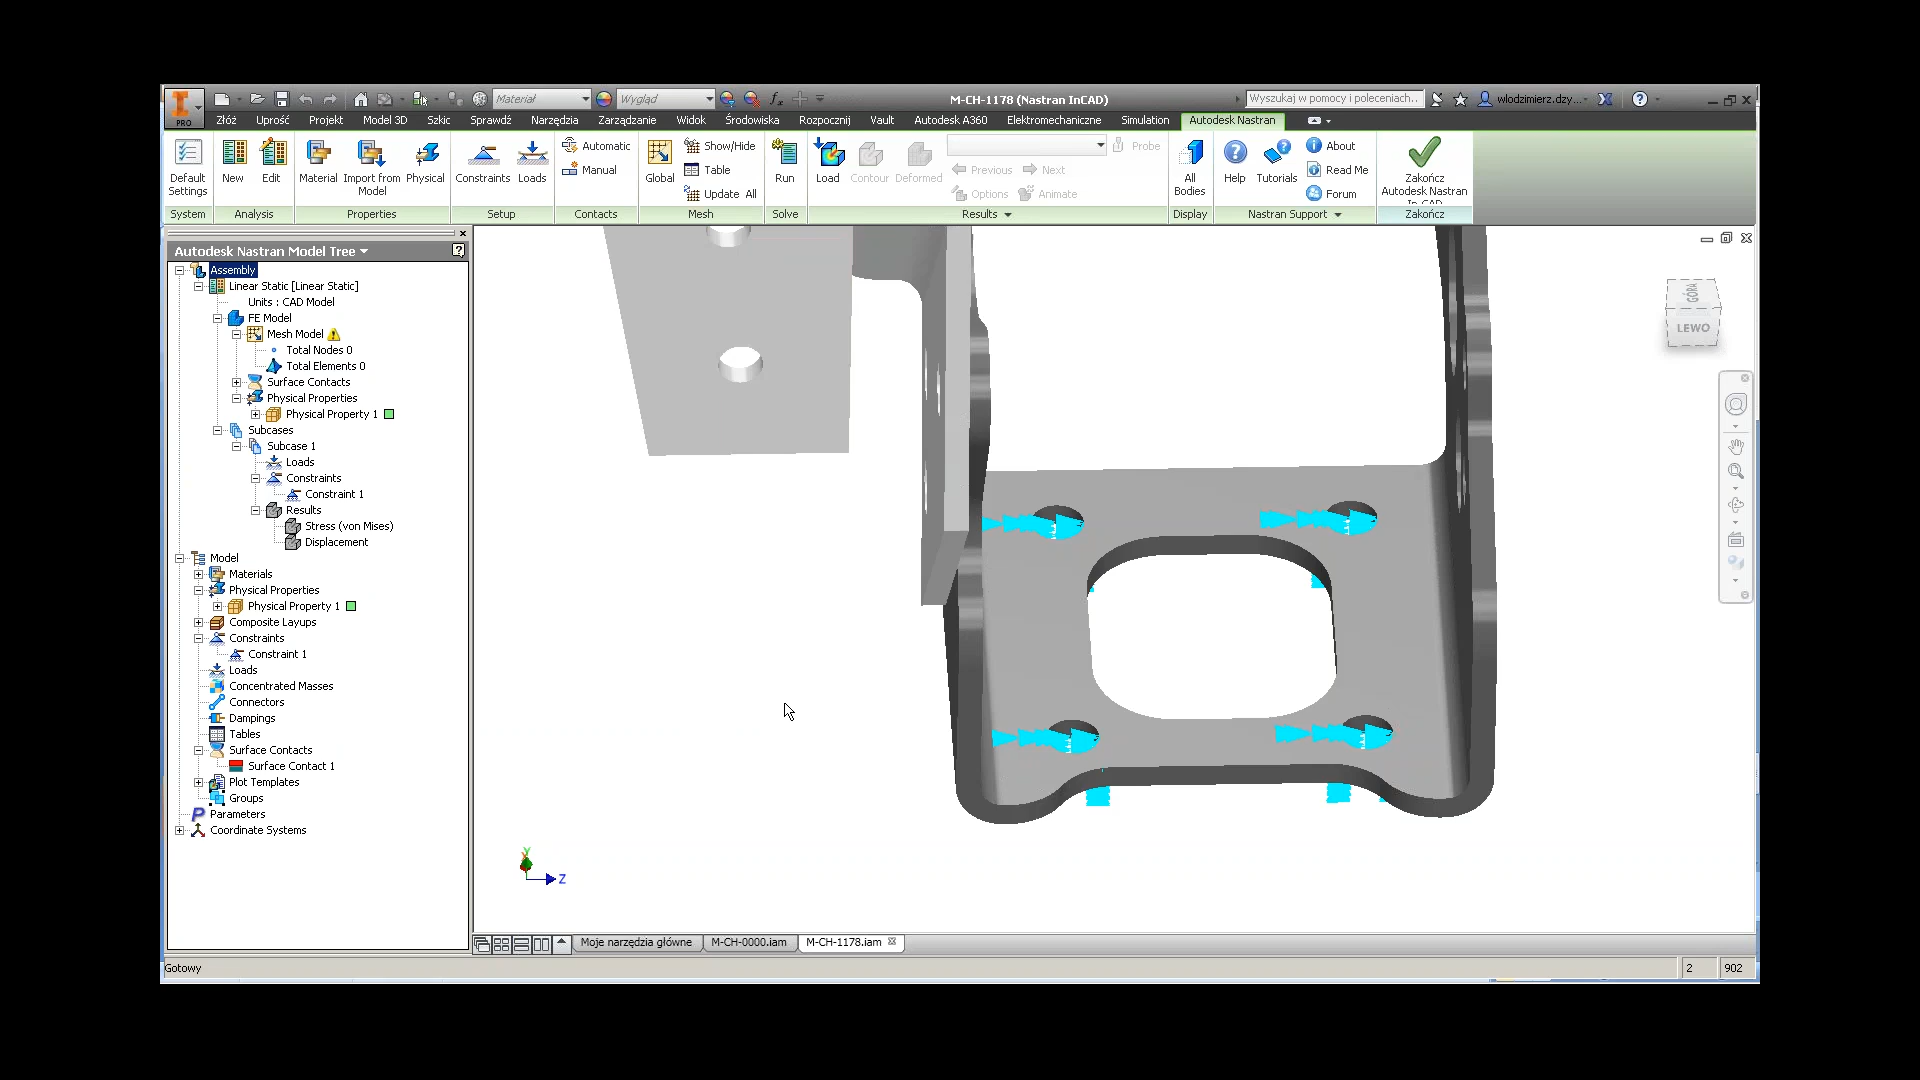 PRO
Materiał
Wygląd
M-CH-1178 (Nastran InCAD)
Wyszukaj w pomocy i poleceniach..
wlodzimierz.dzy...
Złóż Uprość Projekt Model 3D Szkic Sprawdź Narzędzia Zarządzanie Widok Środowiska Rozpocznij Vault Autodesk A360 Elektromechaniczne Simulation Autodesk Nastran
Default Settings
New
Edit
Material
Import from Model
Physical
Constraints
Loads
Automatic
Manual
Global
Show/Hide
Table
Update All
Run
Load
Contour
Deformed
Probe
Previous
Next
Options
Animate
All Bodies
Help
Tutorials
About
Read Me
Forum
Zakończ
Autodesk Nastran
In-CAD
System
Analysis
Properties
Setup
Contacts
Mesh
Solve
Results
Display
Nastran Support
Zakończ
Autodesk Nastran Model Tree
Assembly
Linear Static [Linear Static]
Units : CAD Model
FE Model
Mesh Model
Total Nodes 0
Total Elements 0
Surface Contacts
Physical Properties
Physical Property 1
Subcases
Subcase 1
Loads
Constraints
Constraint 1
Results
Stress (von Mises)
Displacement
Model
Materials
Physical Properties
Physical Property 1
Composite Layups
Constraints
Constraint 1
Loads
Concentrated Masses
Connectors
Dampings
Tables
Surface Contacts
Surface Contact 1
Plot Templates
Groups
Parameters
Coordinate Systems
GÓRA
LEWO
Y
Z
Moje narzędzia główne
M-CH-0000.iam
M-CH-1178.iam
Gotowy
2
902